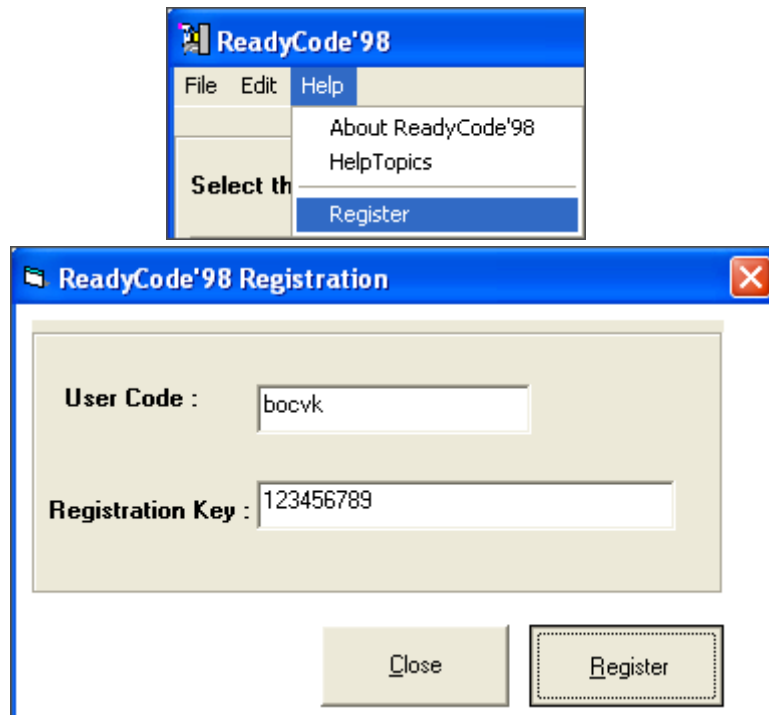 ReadyCode'98
File Edit Help
About ReadyCode'98
HelpTopics
Select th
Register
ReadyCode'98 Registration
User Code :
bocvk
Registration Key :
123456789
Close
Register